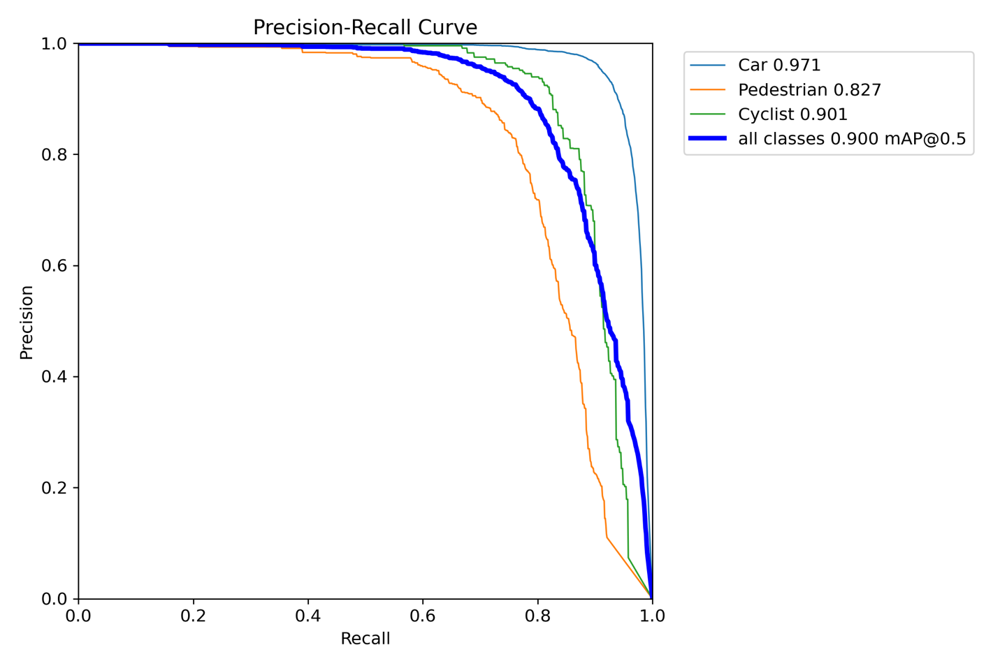 Precision-Recall Curve
1.0
0.8
0.6
0.4
0.2
0.0
Precision
0.0 0.2 0.4 0.6 0.8 1.0
Recall
Car 0.971
Pedestrian 0.827
Cyclist 0.901
all classes 0.900 mAP@0.5